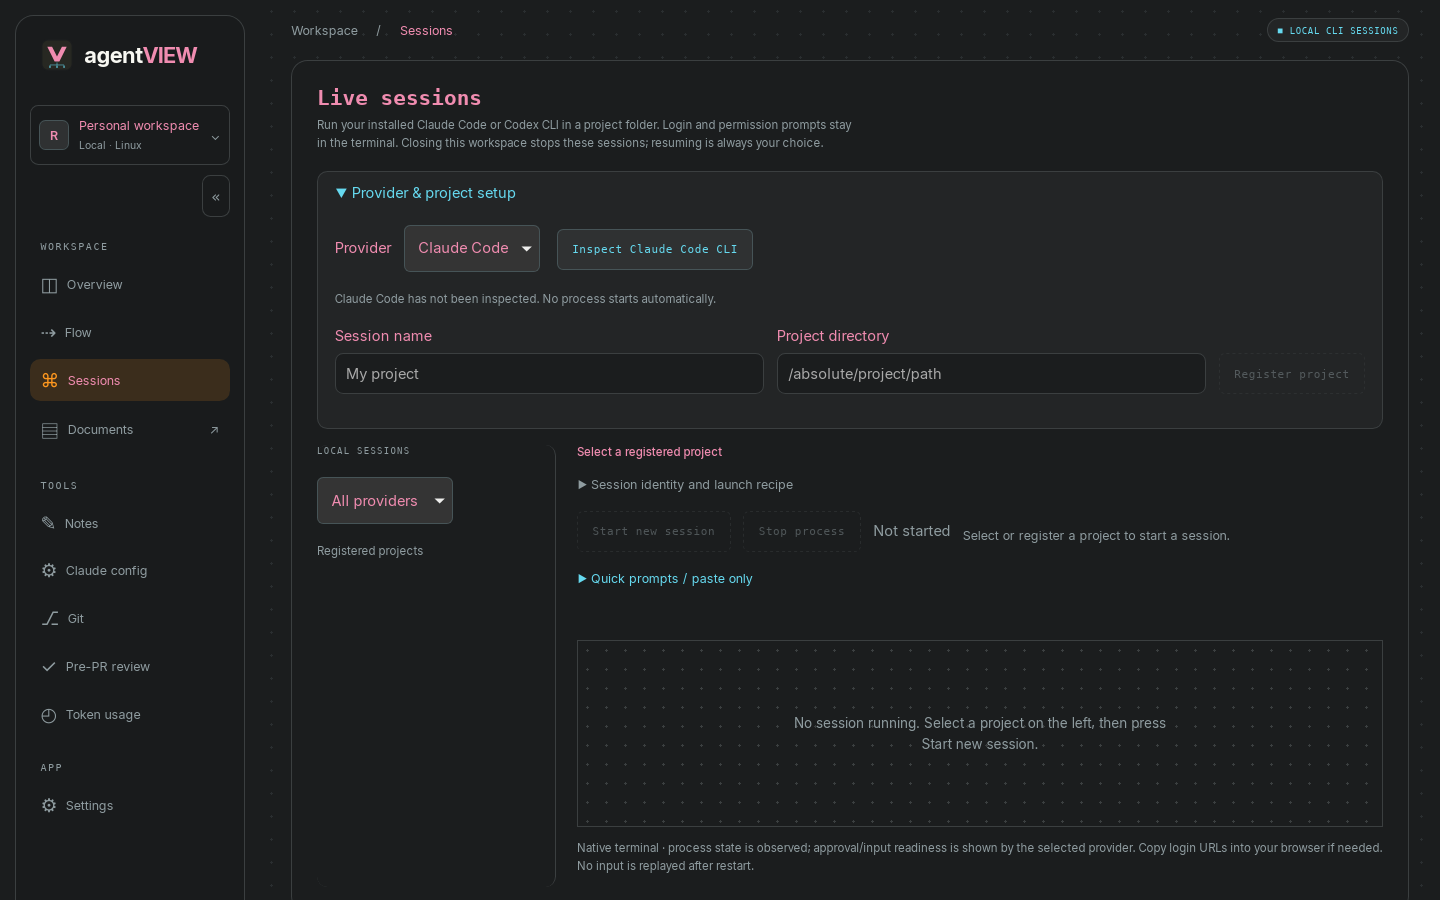 agentVIEW
R
Personal workspace
Local · Linux
«
WORKSPACE
Overview
Flow
Sessions
Documents
TOOLS
Notes
Claude config
Git
Pre-PR review
Token usage
APP
Settings
Workspace / Sessions
LOCAL CLI SESSIONS
Live sessions
Run your installed Claude Code or Codex CLI in a project folder. Login and permission prompts stay
in the terminal. Closing this workspace stops these sessions; resuming is always your choice.
Provider & project setup
Provider Claude Code Inspect Claude Code CLI
Claude Code has not been inspected. No process starts automatically.
Session name Project directory
My project /absolute/project/path Register project
LOCAL SESSIONS
All providers
Registered projects
Select a registered project
Session identity and launch recipe
Start new session Stop process Not started Select or register a project to start a session.
Quick prompts / paste only
No session running. Select a project on the left, then press
Start new session.
Native terminal · process state is observed; approval/input readiness is shown by the selected provider. Copy login URLs into your browser if needed.
No input is replayed after restart.